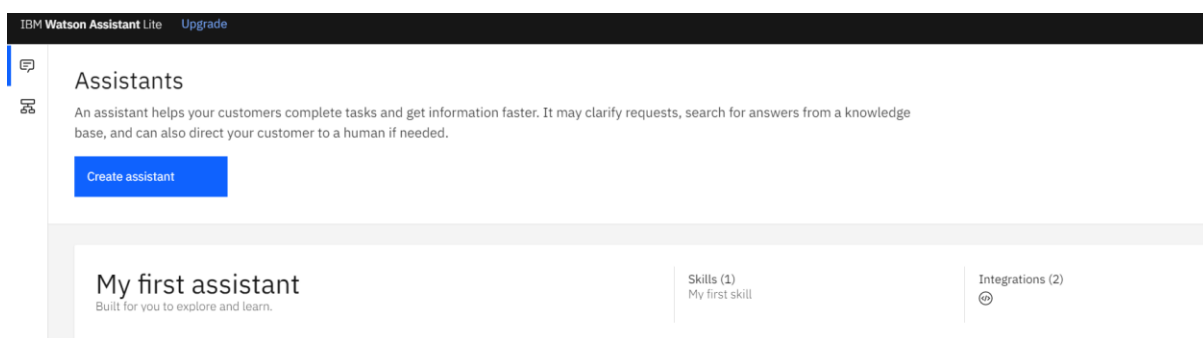 IBM Watson Assistant Lite Upgrade
Assistants
An assistant helps your customers complete tasks and get information faster. It may clarify requests, search for answers from a knowledge
base, and can also direct your customer to a human if needed.
Create assistant
My first assistant
Built for you to explore and learn.
Skills (1)
My first skill
Integrations (2)